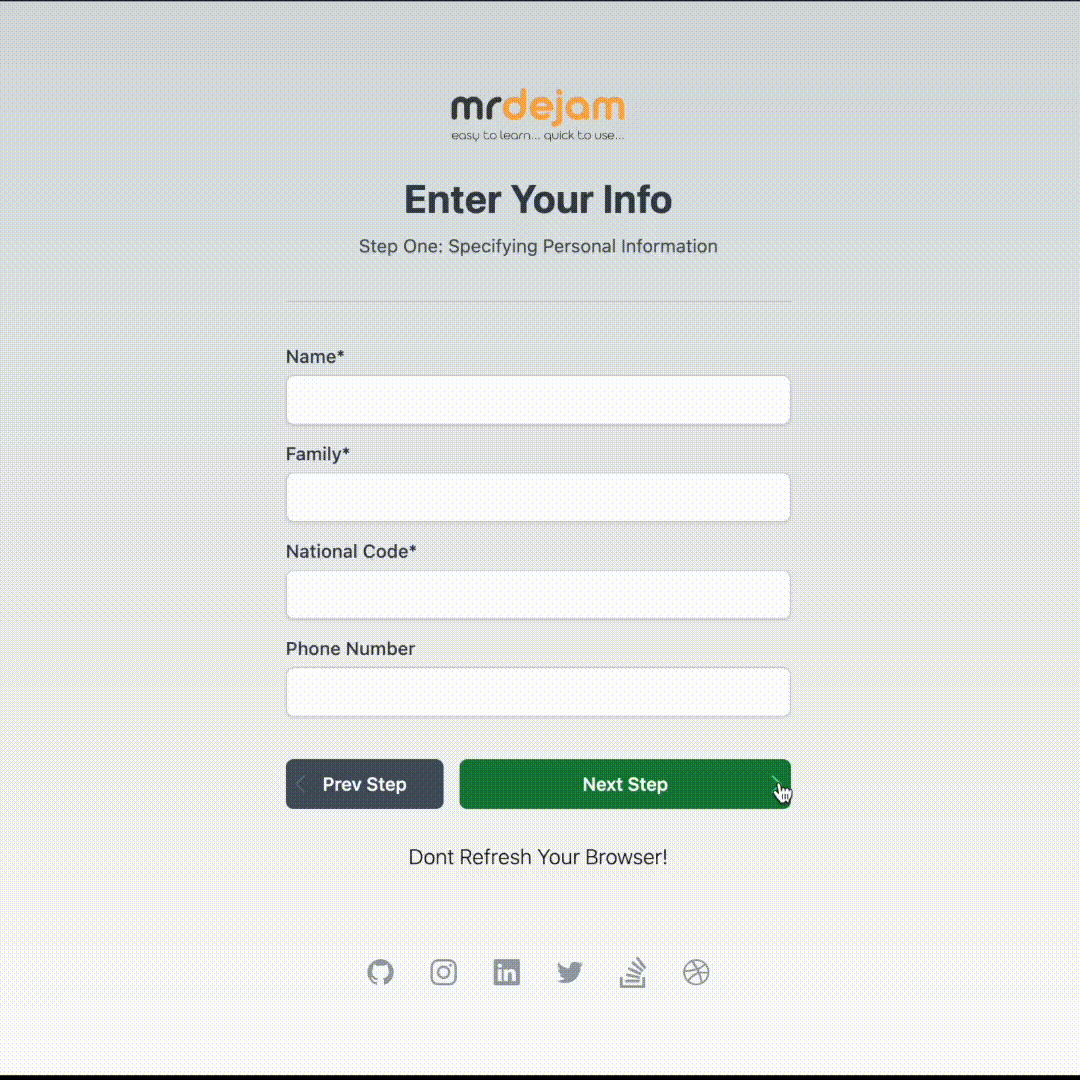 mrdejam
easy to learn... quick to use...
Enter Your Info
Step One: Specifying Personal Information
Name*
Family*
National Code*
Phone Number
Prev Step
Next Step
Dont Refresh Your Browser!
in